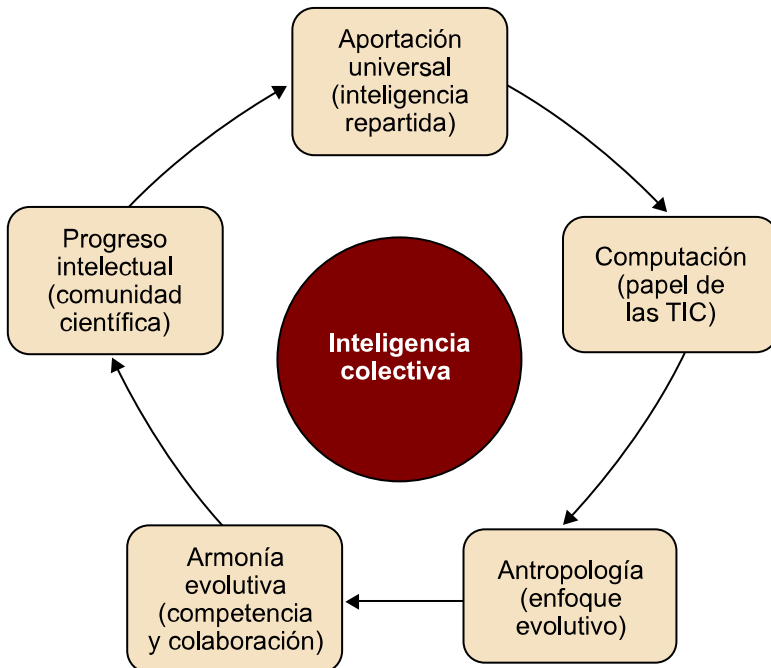 Aportación
universal
(inteligencia
repartida)
Computación
(papel de
las TIC)
Antropología
(enfoque
evolutivo)
Armonía
evolutiva
(competencia
y colaboración)
Progreso
intelectual
(comunidad
científica)
Inteligencia
colectiva